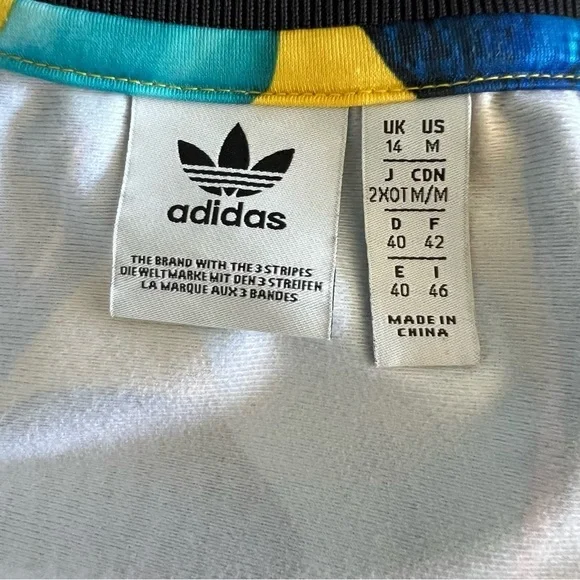 adidas
THE BRAND WITH THE 3 STRIPES
DIE WELTMARKE MIT DEN 3 STREIFEN
LA MARQUE AUX 3 BANDES
UK US
14 M
J CDN
2XOT M/M
D F
40 42
E I
40 46
MADE IN
CHINA